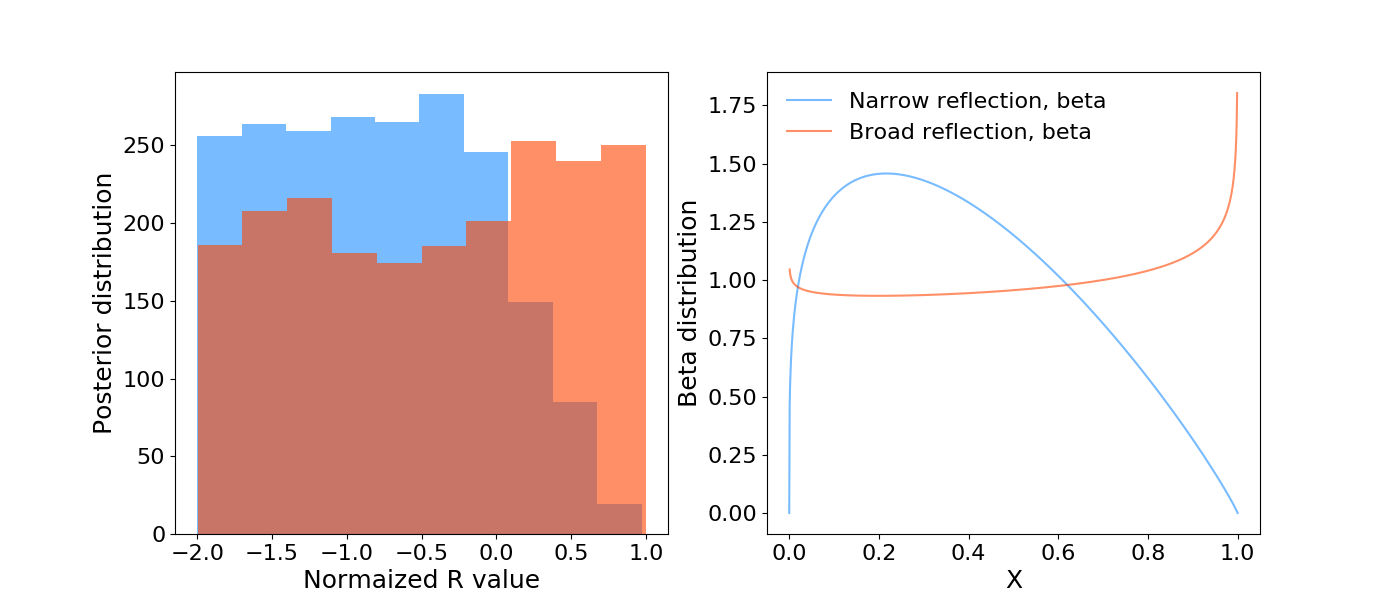 Posterior distribution
250
200
150
100
50
0
−2.0 −1.5 −1.0 −0.5 0.0 0.5 1.0
Normaized R value
Beta distribution
1.75
1.50
1.25
1.00
0.75
0.50
0.25
0.00
Narrow reflection, beta
Broad reflection, beta
0.0 0.2 0.4 0.6 0.8 1.0
X